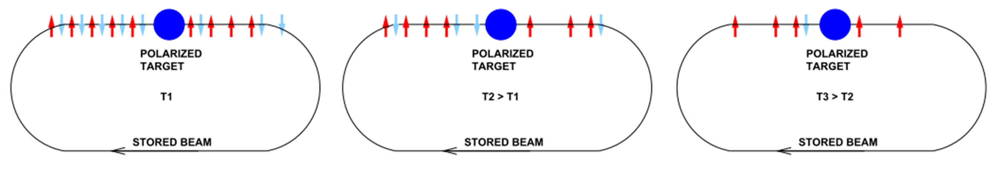 POLARIZED
TARGET
T1
STORED BEAM
POLARIZED
TARGET
T2 > T1
STORED BEAM
POLARIZED
TARGET
T3 > T2
STORED BEAM